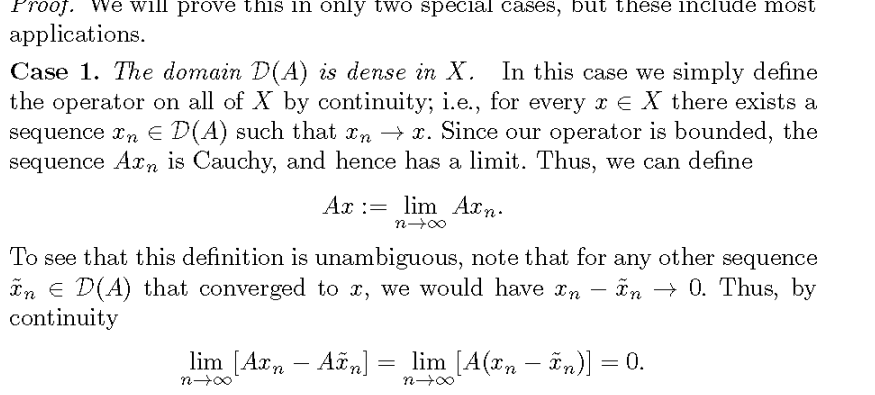 Proof. We will prove this in only two special cases, but these include most
applications.
Case 1. The domain 𝒟(A) is dense in X. In this case we simply define
the operator on all of X by continuity; i.e., for every x ∈ X there exists a
sequence xₙ ∈ 𝒟(A) such that xₙ → x. Since our operator is bounded, the
sequence Axₙ is Cauchy, and hence has a limit. Thus, we can define
Ax := lim_{n→∞} Axₙ.
To see that this definition is unambiguous, note that for any other sequence
x̃ₙ ∈ 𝒟(A) that converged to x, we would have xₙ − x̃ₙ → 0. Thus, by
continuity
lim_{n→∞} [Axₙ − Ax̃ₙ] = lim_{n→∞} [A(xₙ − x̃ₙ)] = 0.